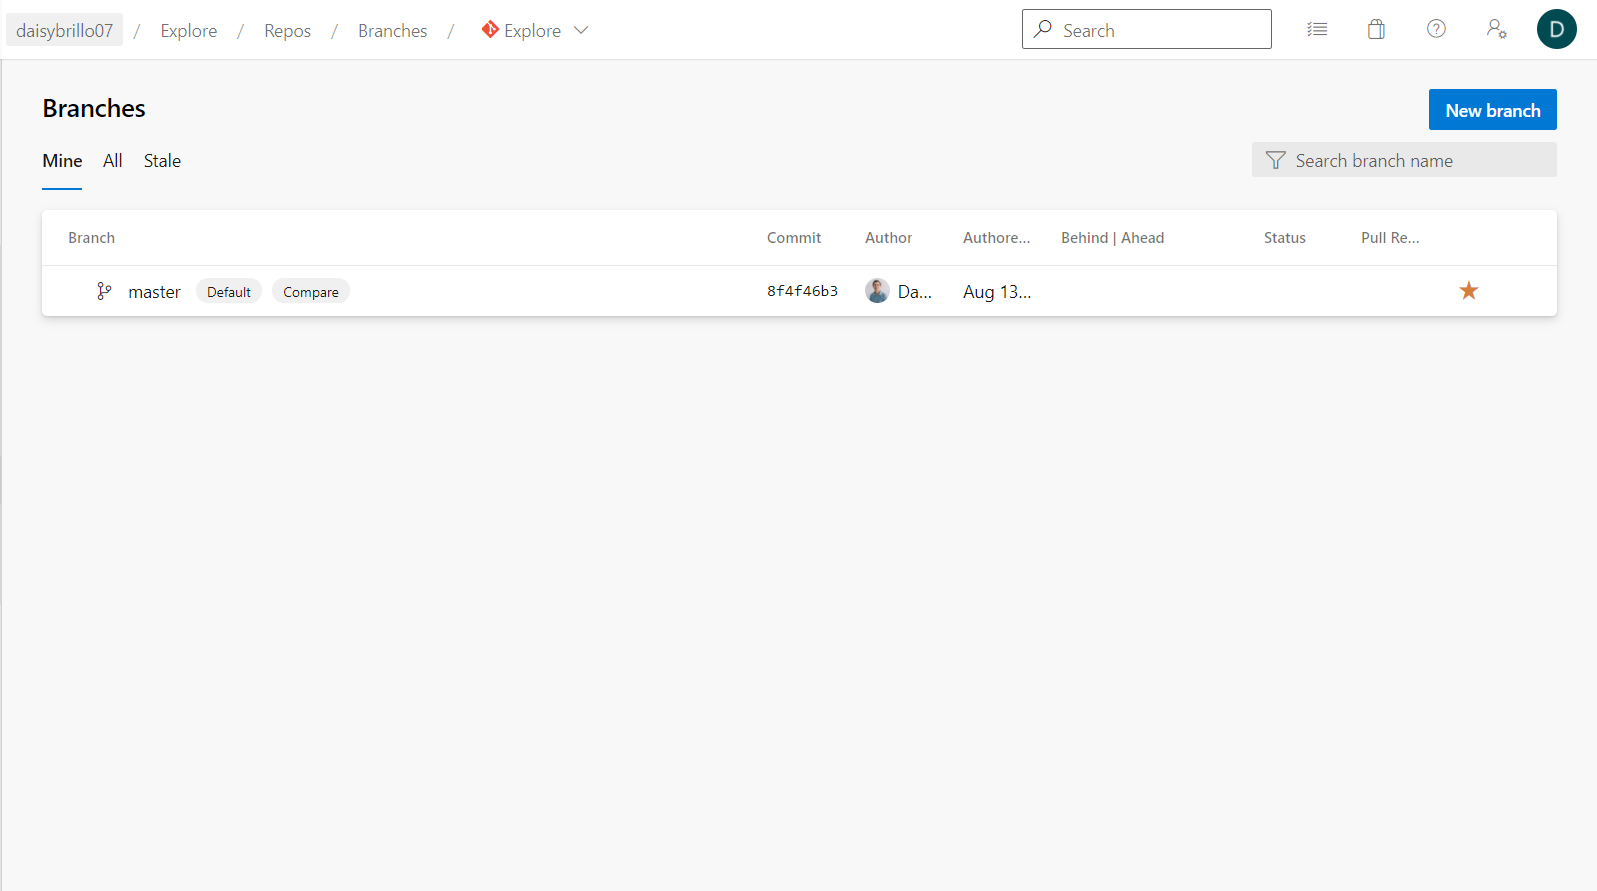 daisybrillo07 / Explore / Repos / Branches / Explore
Search
D
Branches
New branch
Mine All Stale
Search branch name
Branch Commit Author Authore... Behind | Ahead Status Pull Re...
master Default Compare 8f4f46b3 Da... Aug 13...